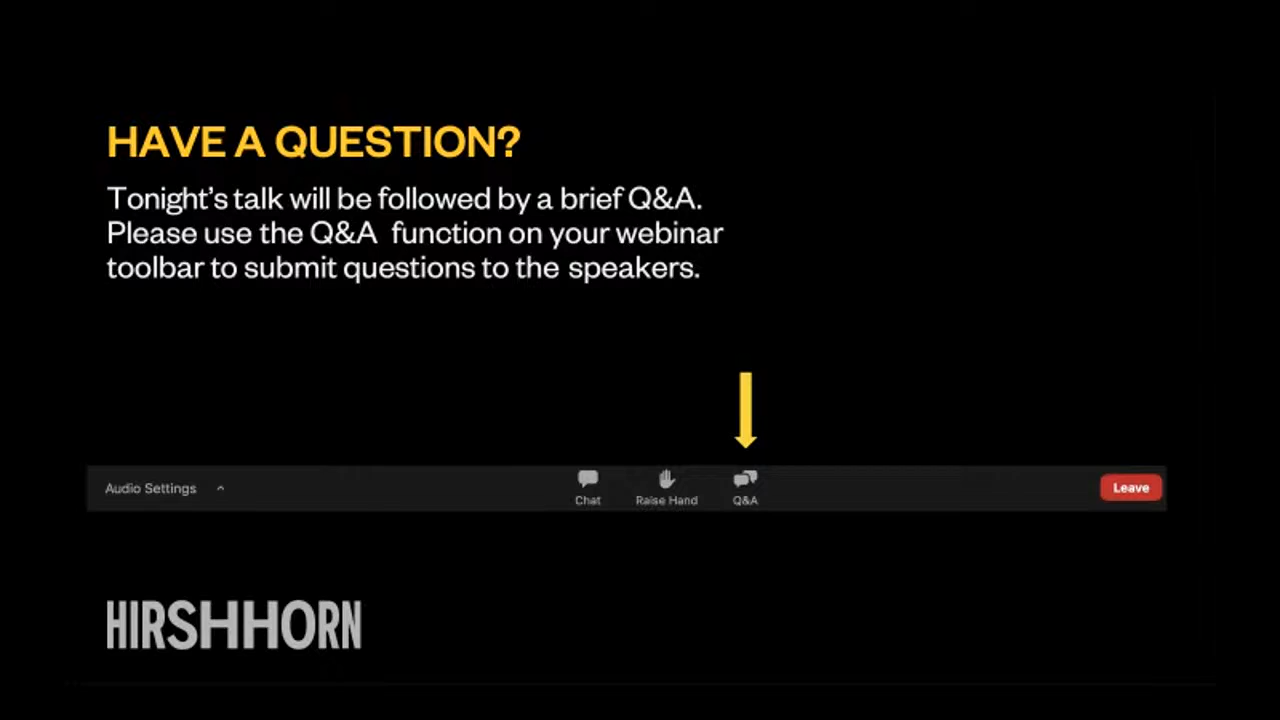 HAVE A QUESTION?
Tonight's talk will be followed by a brief Q&A.
Please use the Q&A function on your webinar
toolbar to submit questions to the speakers.
Audio Settings
Chat
Raise Hand
Q&A
Leave
HIRSHHORN